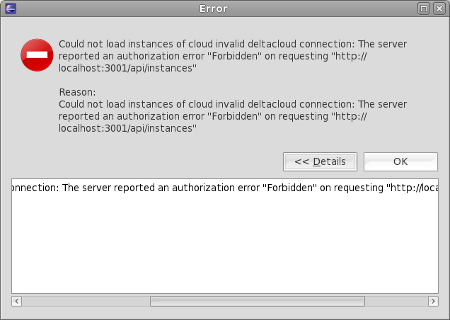 Error
Could not load instances of cloud invalid deltacloud connection: The server
reported an authorization error "Forbidden" on requesting "http://
localhost:3001/api/instances"
Reason:
Could not load instances of cloud invalid deltacloud connection: The server
reported an authorization error "Forbidden" on requesting "http://
localhost:3001/api/instances"
<< Details
OK
onnection: The server reported an authorization error "Forbidden" on requesting "http://loca